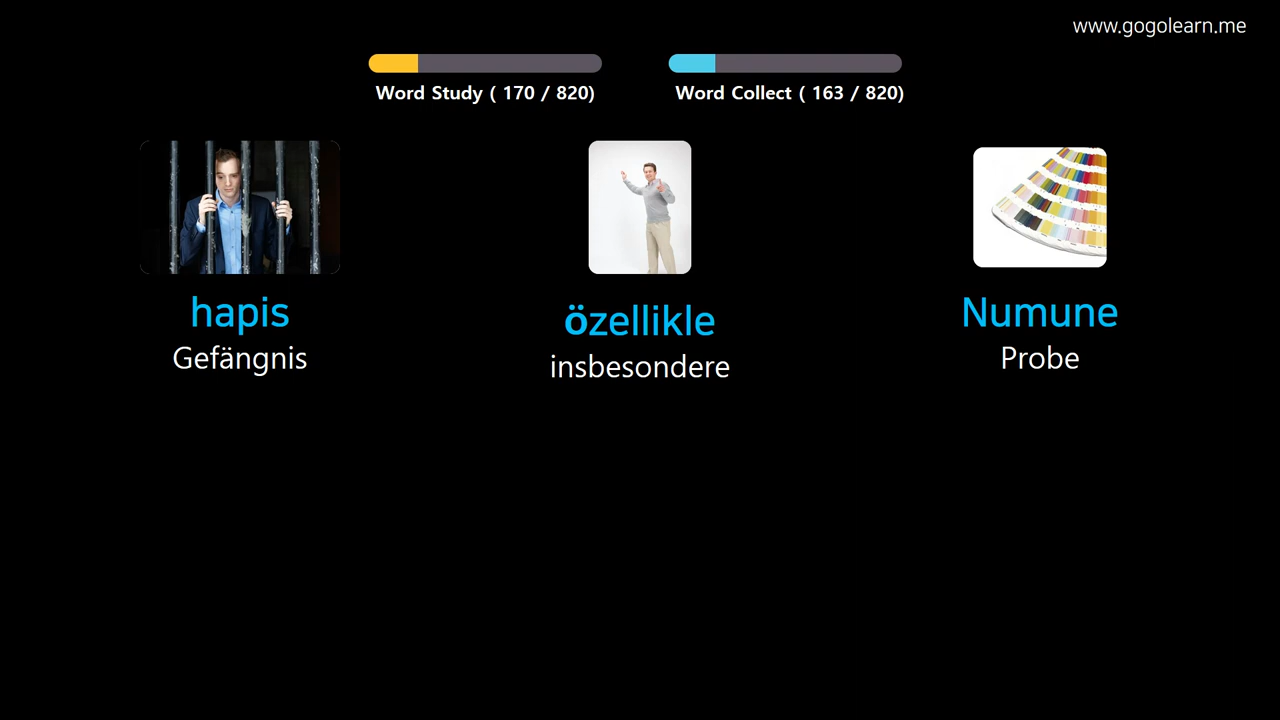 www.gogolearn.me
Word Study ( 170 / 820)
Word Collect ( 163 / 820)
hapis
Gefängnis
özellikle
insbesondere
Numune
Probe